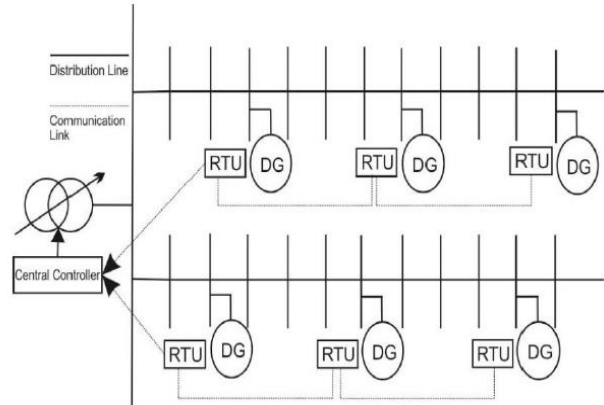 Distribution Line
Communication
Link
RTU
DG
RTU
DG
RTU
DG
Central Controller
RTU
DG
RTU
DG
RTU
DG